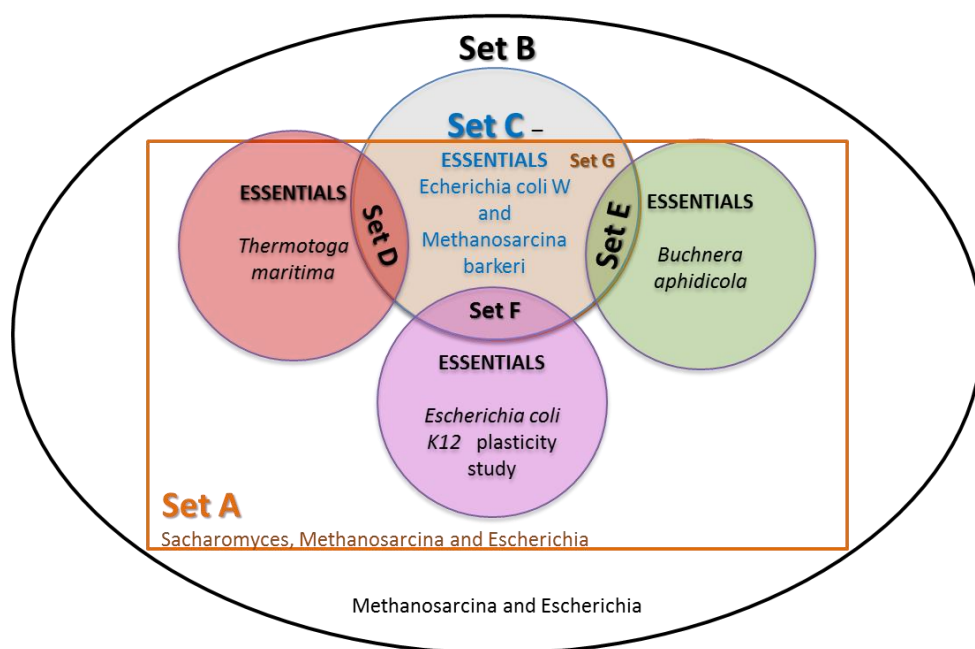 Set B
Set C –
ESSENTIALS
Set G
Echerichia coli W
and
Methanosarcina
barkeri
ESSENTIALS
Thermotoga
maritima
Set D
Set E
ESSENTIALS
Buchnera
aphidicola
Set F
ESSENTIALS
Escherichia coli
K12 plasticity
study
Set A
Sacharomyces, Methanosarcina and Escherichia
Methanosarcina and Escherichia